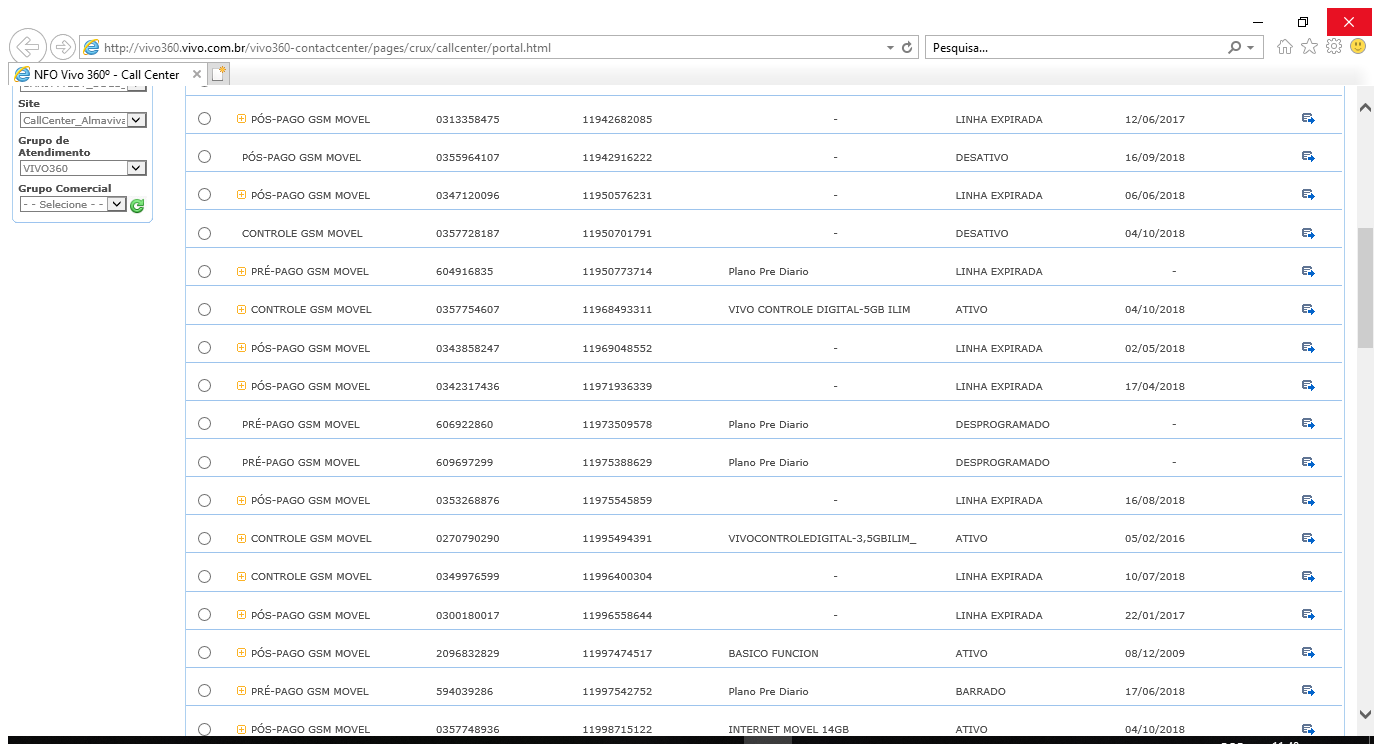 http://vivo360.vivo.com.br/vivo360-contactcenter/pages/crux/callcenter/portal.html
Pesquisa...
NFO Vivo 360º - Call Center
Site
CallCenter_Almaviva
Grupo de
Atendimento
VIVO360
Grupo Comercial
- - Selecione - -
PÓS-PAGO GSM MOVEL 0313358475 11942682085 - LINHA EXPIRADA 12/06/2017
PÓS-PAGO GSM MOVEL 0355964107 11942916222 - DESATIVO 16/09/2018
PÓS-PAGO GSM MOVEL 0347120096 11950576231 - LINHA EXPIRADA 06/06/2018
CONTROLE GSM MOVEL 0357728187 11950701791 - DESATIVO 04/10/2018
PRÉ-PAGO GSM MOVEL 604916835 11950773714 Plano Pre Diario LINHA EXPIRADA -
CONTROLE GSM MOVEL 0357754607 11968493311 VIVO CONTROLE DIGITAL-5GB ILIM ATIVO 04/10/2018
PÓS-PAGO GSM MOVEL 0343858247 11969048552 - LINHA EXPIRADA 02/05/2018
PÓS-PAGO GSM MOVEL 0342317436 11971936339 - LINHA EXPIRADA 17/04/2018
PRÉ-PAGO GSM MOVEL 606922860 11973509578 Plano Pre Diario DESPROGRAMADO -
PRÉ-PAGO GSM MOVEL 609697299 11975388629 Plano Pre Diario DESPROGRAMADO -
PÓS-PAGO GSM MOVEL 0353268876 11975545859 - LINHA EXPIRADA 16/08/2018
CONTROLE GSM MOVEL 0270790290 11995494391 VIVOCONTROLEDIGITAL-3,5GBILIM_ ATIVO 05/02/2016
CONTROLE GSM MOVEL 0349976599 11996400304 - LINHA EXPIRADA 10/07/2018
PÓS-PAGO GSM MOVEL 0300180017 11996558644 - LINHA EXPIRADA 22/01/2017
PÓS-PAGO GSM MOVEL 2096832829 11997474517 BASICO FUNCION ATIVO 08/12/2009
PRÉ-PAGO GSM MOVEL 594039286 11997542752 Plano Pre Diario BARRADO 17/06/2018
PÓS-PAGO GSM MOVEL 0357748936 11998715122 INTERNET MOVEL 14GB ATIVO 04/10/2018